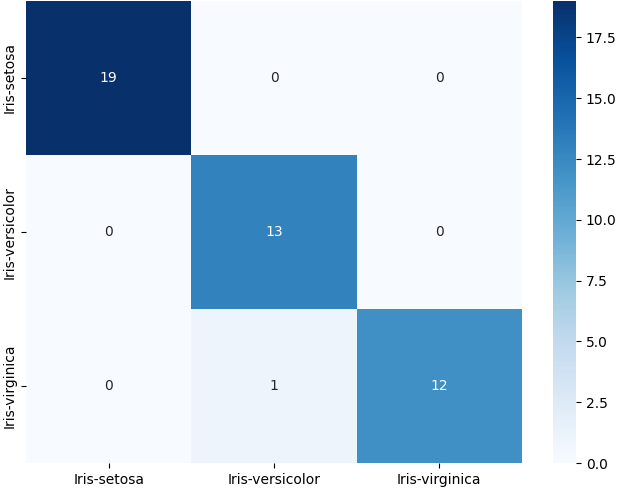 Iris-setosa
19 0 0
Iris-versicolor
0 13 0
Iris-virginica
0 1 12
Iris-setosa Iris-versicolor Iris-virginica
17.5
15.0
12.5
10.0
7.5
5.0
2.5
0.0